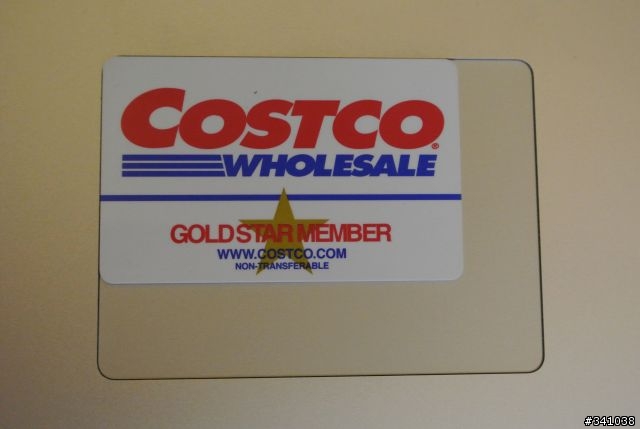 COSTCO®
WHOLESALE
GOLD STAR MEMBER
WWW.COSTCO.COM
NON-TRANSFERABLE
#341038